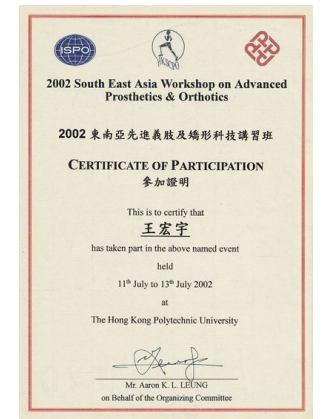 ISPO
HKSCPO
2002 South East Asia Workshop on Advanced
Prosthetics & Orthotics
2002 東南亞先進義肢及矯形科技講習班
CERTIFICATE OF PARTICIPATION
參加證明
This is to certify that
王宏宇
has taken part in the above named event
held
11th July to 13th July 2002
at
The Hong Kong Polytechnic University
Mr. Aaron K. L. LEUNG
on Behalf of the Organizing Committee